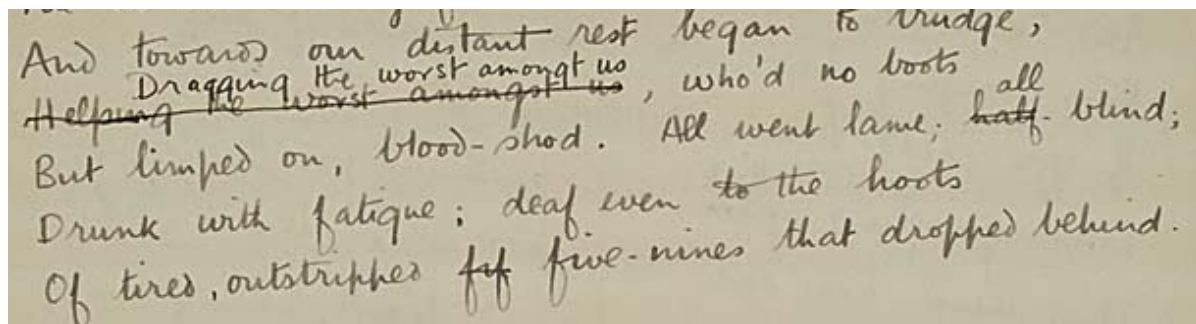 And towards our distant rest began to trudge,
Dragging the worst amongt us
Helping the worst amongst us, who'd no boots
all
But limped on, blood-shod. All went lame; half- blind;
Drunk with fatigue; deaf even to the hoots
Of tired, outstripped fif five-nines that dropped behind.